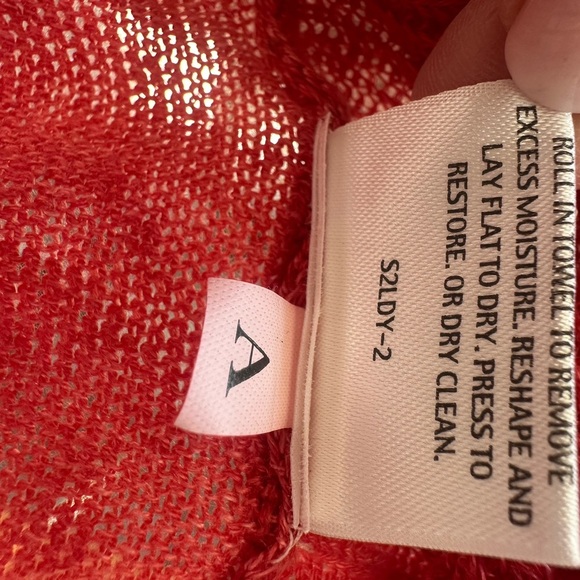 ROLL IN TOWEL TO REMOVE
EXCESS MOISTURE. RESHAPE AND
LAY FLAT TO DRY. PRESS TO
RESTORE. OR DRY CLEAN.
S2LDY-2
A